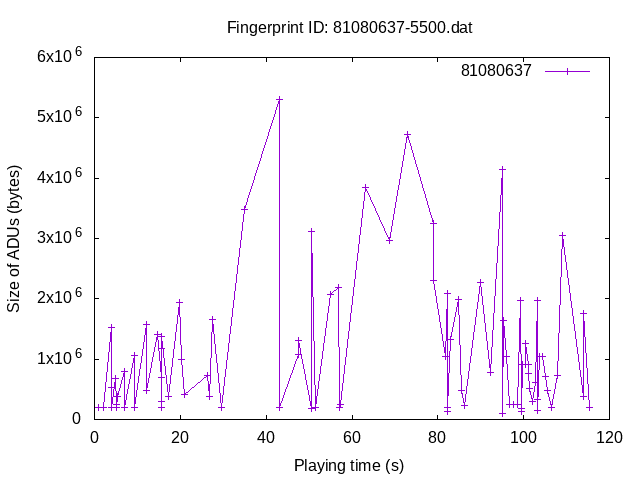 Fingerprint ID: 81080637-5500.dat
81080637
6x10^6
5x10^6
4x10^6
3x10^6
2x10^6
1x10^6
0
Size of ADUs (bytes)
0 20 40 60 80 100 120
Playing time (s)